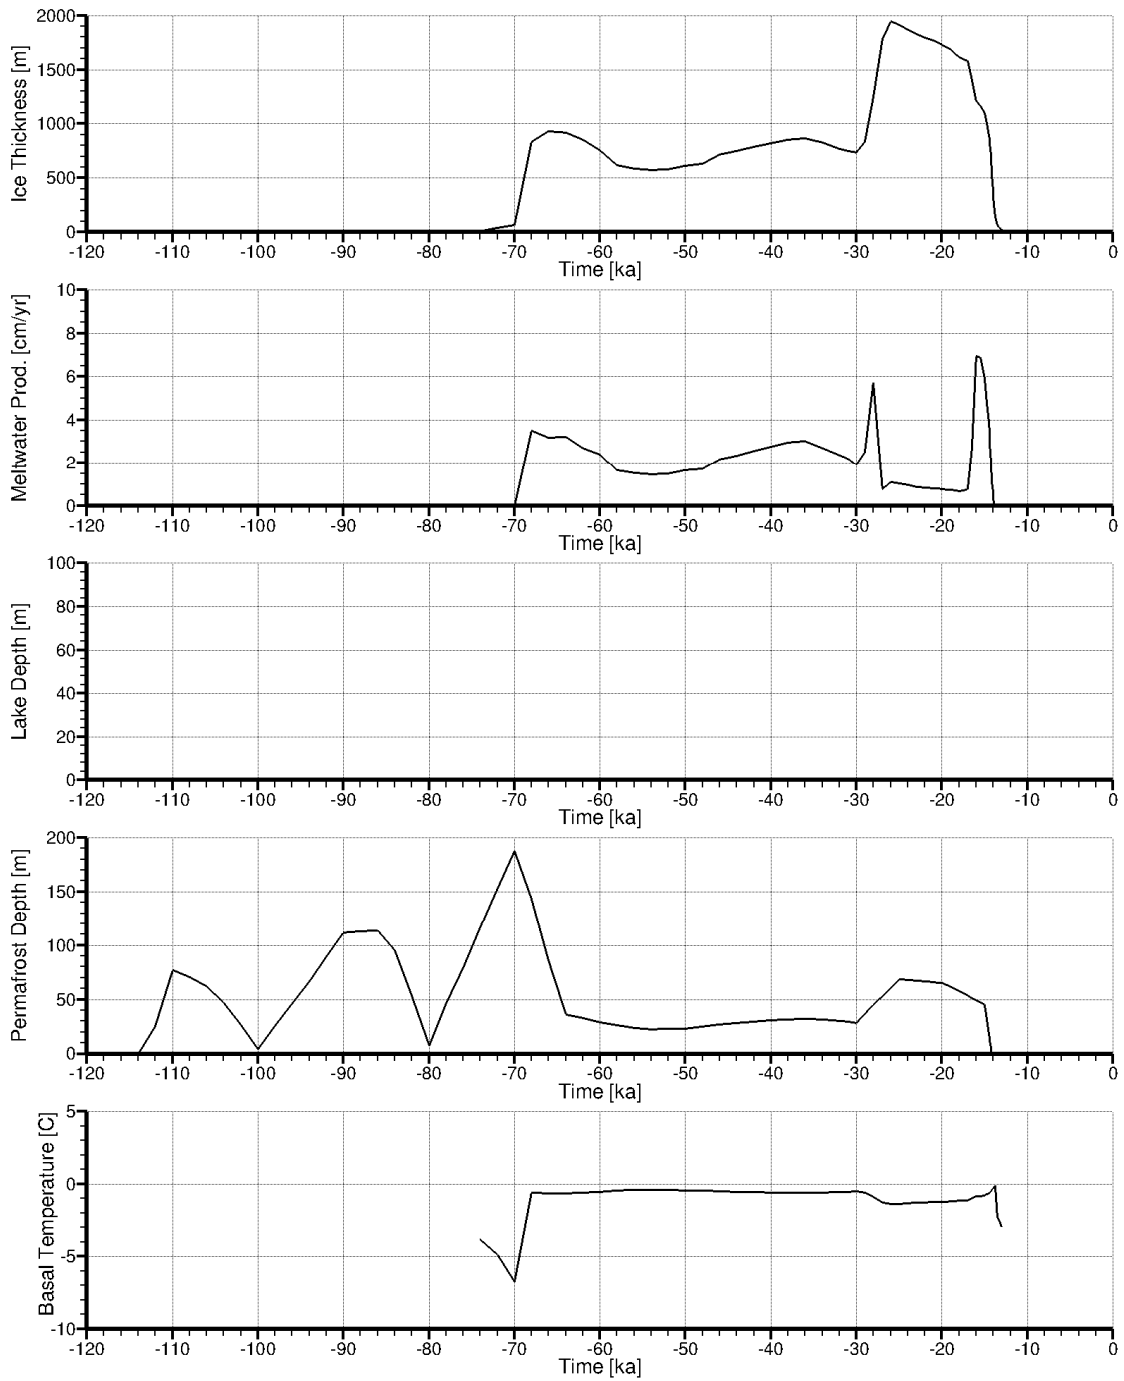 Ice Thickness [m]
2000
1500
1000
500
0
-120 -110 -100 -90 -80 -70 -60 -50 -40 -30 -20 -10 0
Time [ka]
Meltwater Prod. [cm/yr]
10
8
6
4
2
0
-120 -110 -100 -90 -80 -70 -60 -50 -40 -30 -20 -10 0
Time [ka]
Lake Depth [m]
100
80
60
40
20
0
-120 -110 -100 -90 -80 -70 -60 -50 -40 -30 -20 -10 0
Time [ka]
Permafrost Depth [m]
200
150
100
50
0
-120 -110 -100 -90 -80 -70 -60 -50 -40 -30 -20 -10 0
Time [ka]
Basal Temperature [C]
5
0
-5
-10
-120 -110 -100 -90 -80 -70 -60 -50 -40 -30 -20 -10 0
Time [ka]